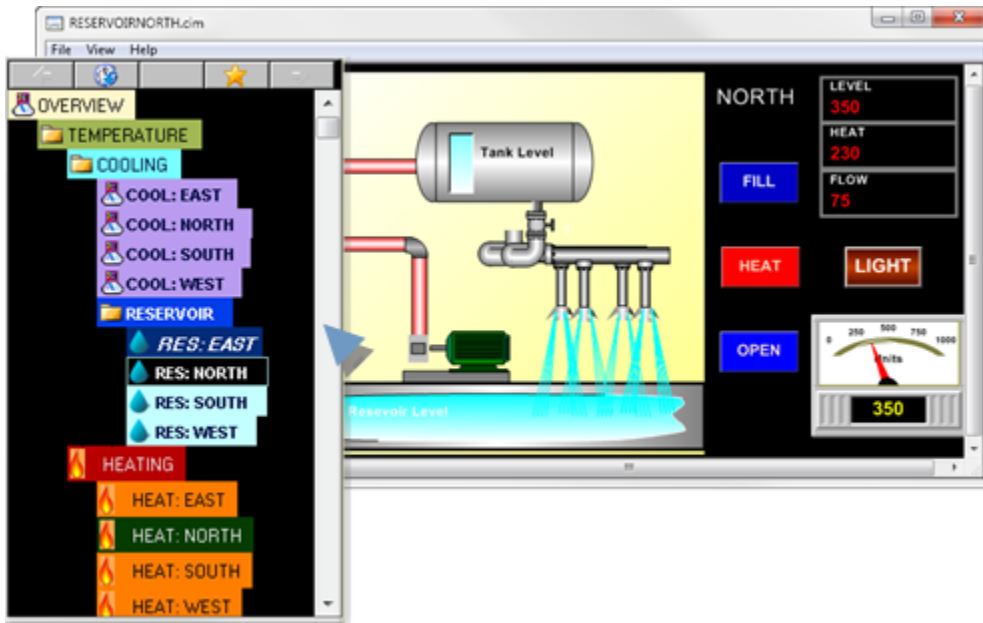 RESERVOIRNORTH.cim
File View Help
OVERVIEW
TEMPERATURE
COOLING
COOL: EAST
COOL: NORTH
COOL: SOUTH
COOL: WEST
RESERVOIR
RES: EAST
RES: NORTH
RES: SOUTH
RES: WEST
HEATING
HEAT: EAST
HEAT: NORTH
HEAT: SOUTH
HEAT: WEST
Tank Level
Resevoir Level
NORTH
FILL
HEAT
OPEN
LEVEL
350
HEAT
230
FLOW
75
LIGHT
0 250 500 750 1000
Units
350